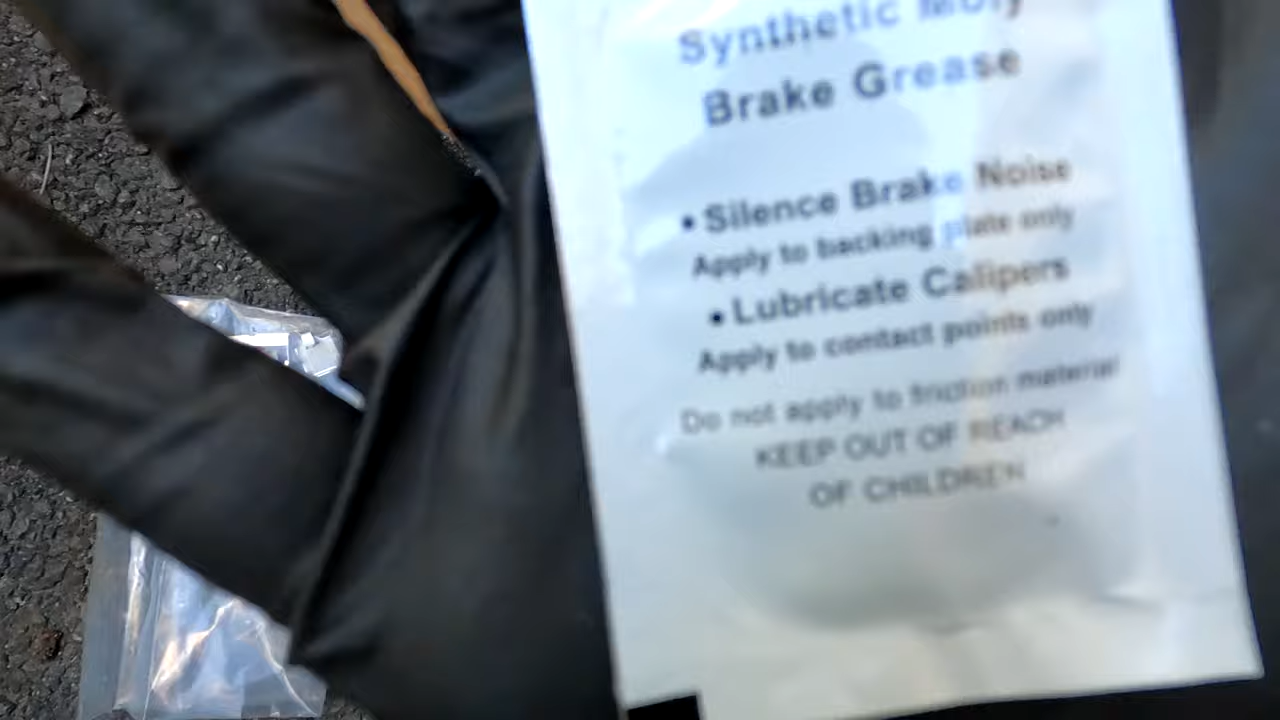 Synthetic Moly
Brake Grease
• Silence Brake Noise
Apply to backing plate only
• Lubricate Calipers
Apply to contact points only
Do not apply to friction material
KEEP OUT OF REACH
OF CHILDREN